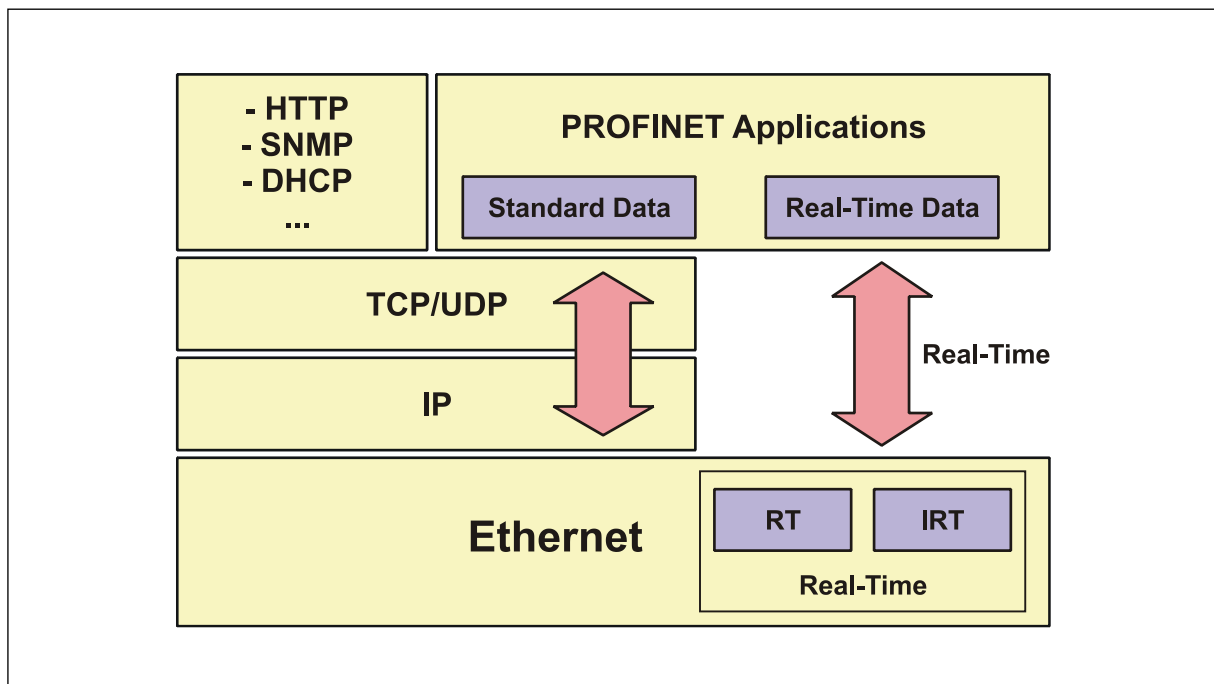 - HTTP
- SNMP
- DHCP
...
PROFINET Applications
Standard Data
Real-Time Data
TCP/UDP
Real-Time
IP
Ethernet
RT
IRT
Real-Time